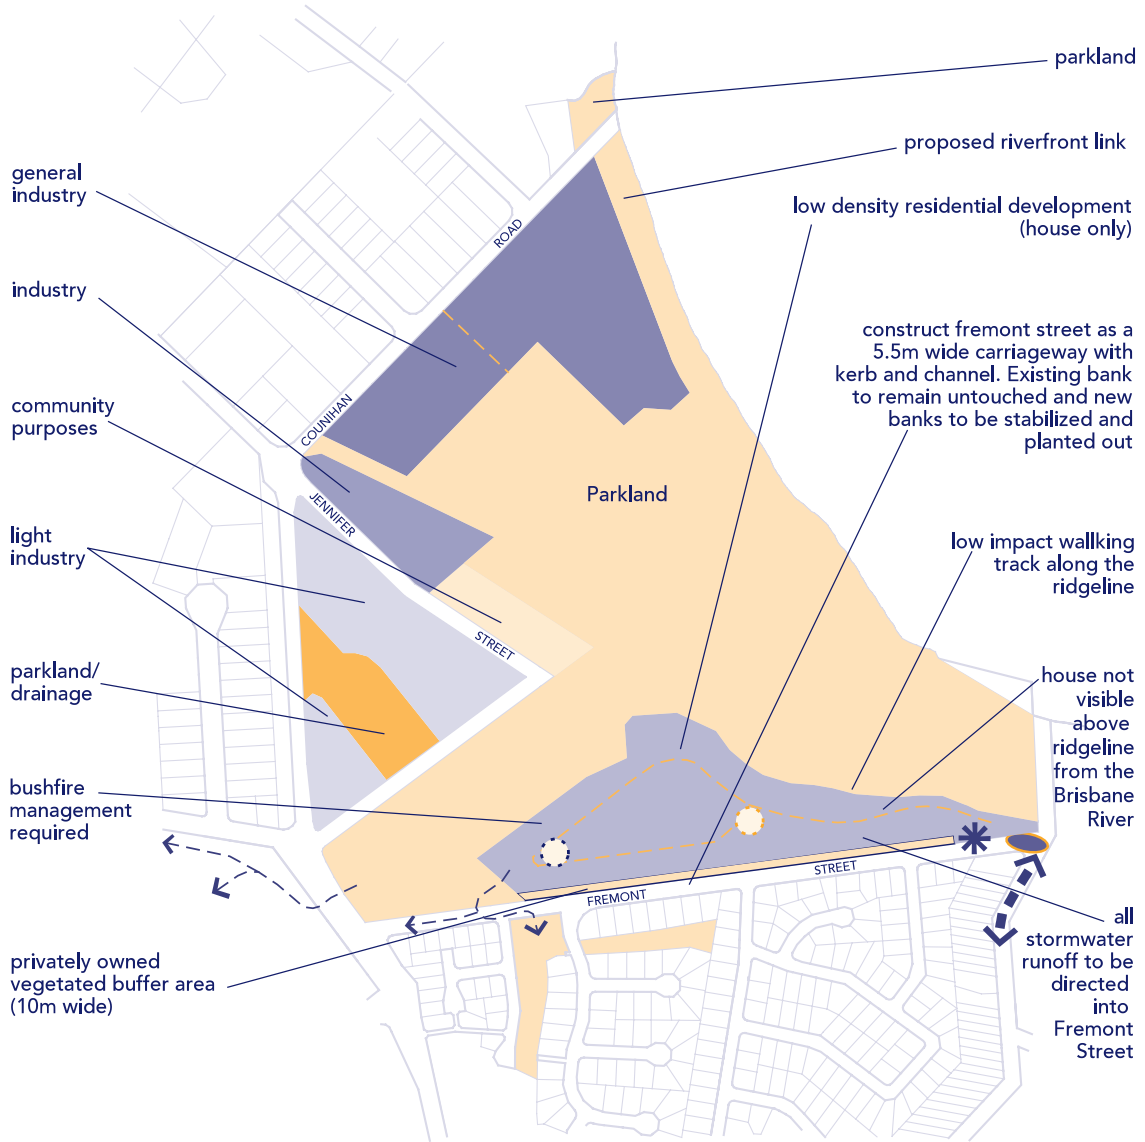 parkland
proposed riverfront link
general
industry
low density residential development
(house only)
ROAD
industry
construct fremont street as a
5.5m wide carriageway with
kerb and channel. Existing bank
to remain untouched and new
banks to be stabilized and
planted out
community
purposes
COUNIHAN
Parkland
JENNIFER
light
industry
low impact wallking
track along the
ridgeline
STREET
parkland/
drainage
house not
visible
above
ridgeline
from the
Brisbane
River
bushfire
management
required
STREET
FREMONT
all
stormwater
runoff to be
directed
into
Fremont
Street
privately owned
vegetated buffer area
(10m wide)